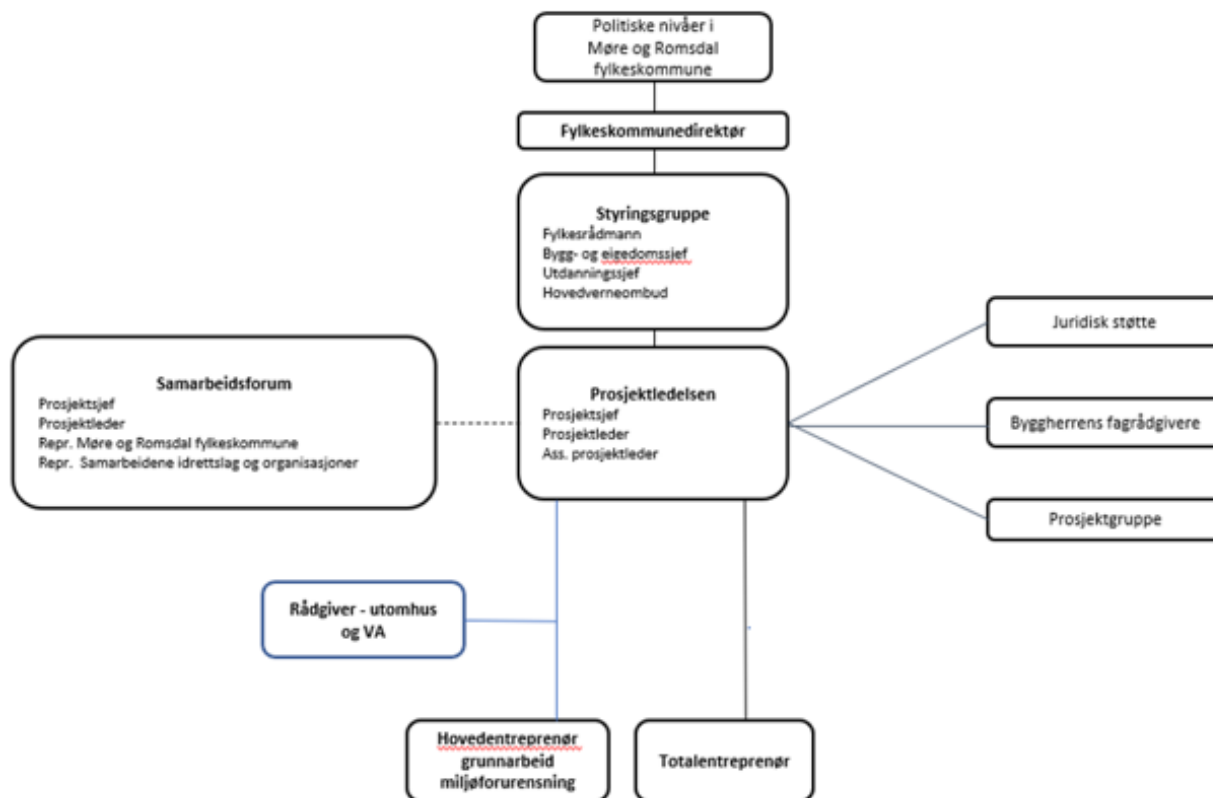 Politiske nivåer i
Møre og Romsdal
fylkeskommune
Fylkeskommunedirektør
Styringsgruppe
Fylkesrådmann
Bygg- og eigedomssjef
Utdanningssjef
Hovedverneombud
Samarbeidsforum
Prosjektsjef
Prosjektleder
Repr. Møre og Romsdal fylkeskommune
Repr. Samarbeidene idrettslag og organisasjoner
Prosjektledelsen
Prosjektsjef
Prosjektleder
Ass. prosjektleder
Juridisk støtte
Byggherrens fagrådgivere
Prosjektgruppe
Rådgiver - utomhus
og VA
Hovedentreprenør
grunnarbeid
miljøforurensning
Totalentreprenør